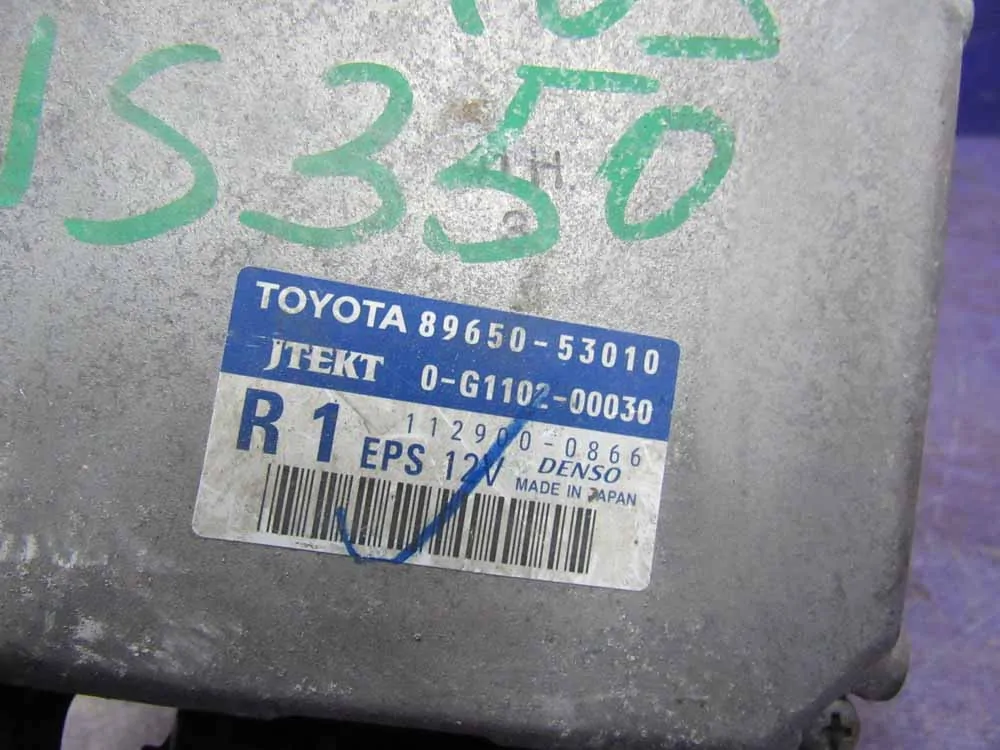 IS350
TOYOTA 89650-53010
JTEKT 0-G1102-00030
R1 112900-0866
EPS 12V DENSO
MADE IN JAPAN